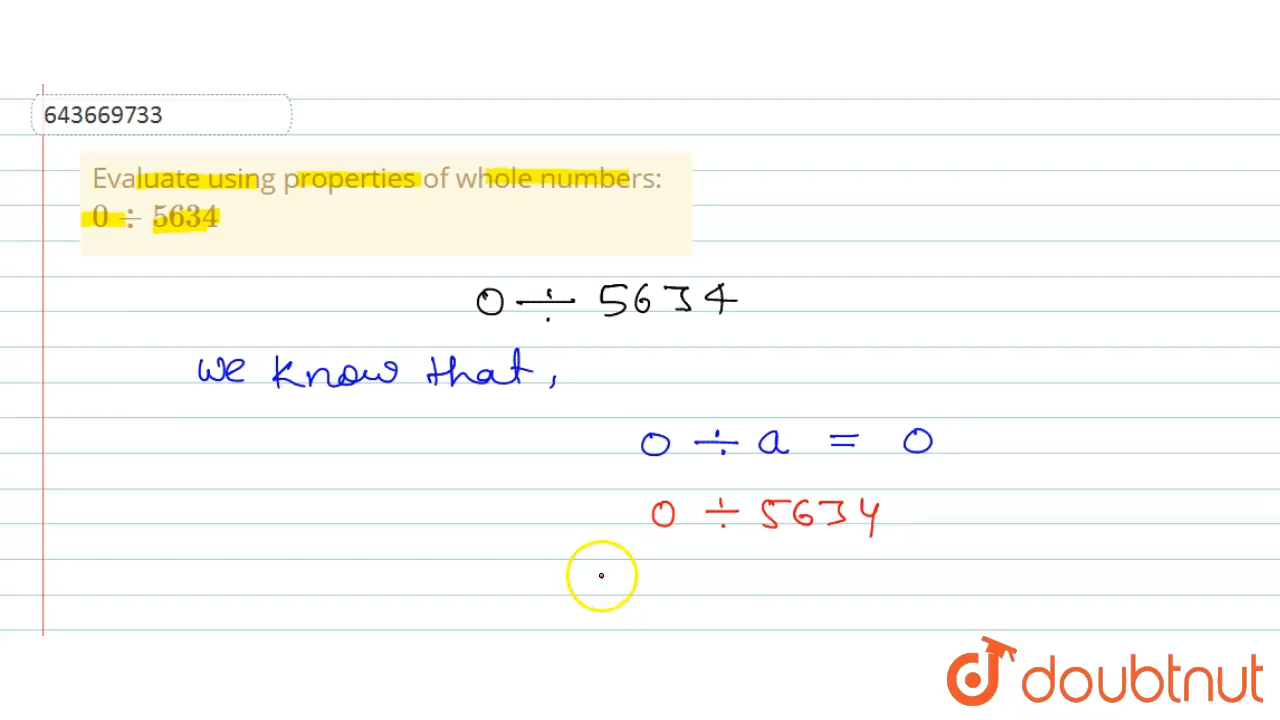 643669733
Evaluate using properties of whole numbers:
0 ÷ 5634
0 ÷ 5634
We know that,
0 ÷ a = 0
0 ÷ 5634
doubtnut